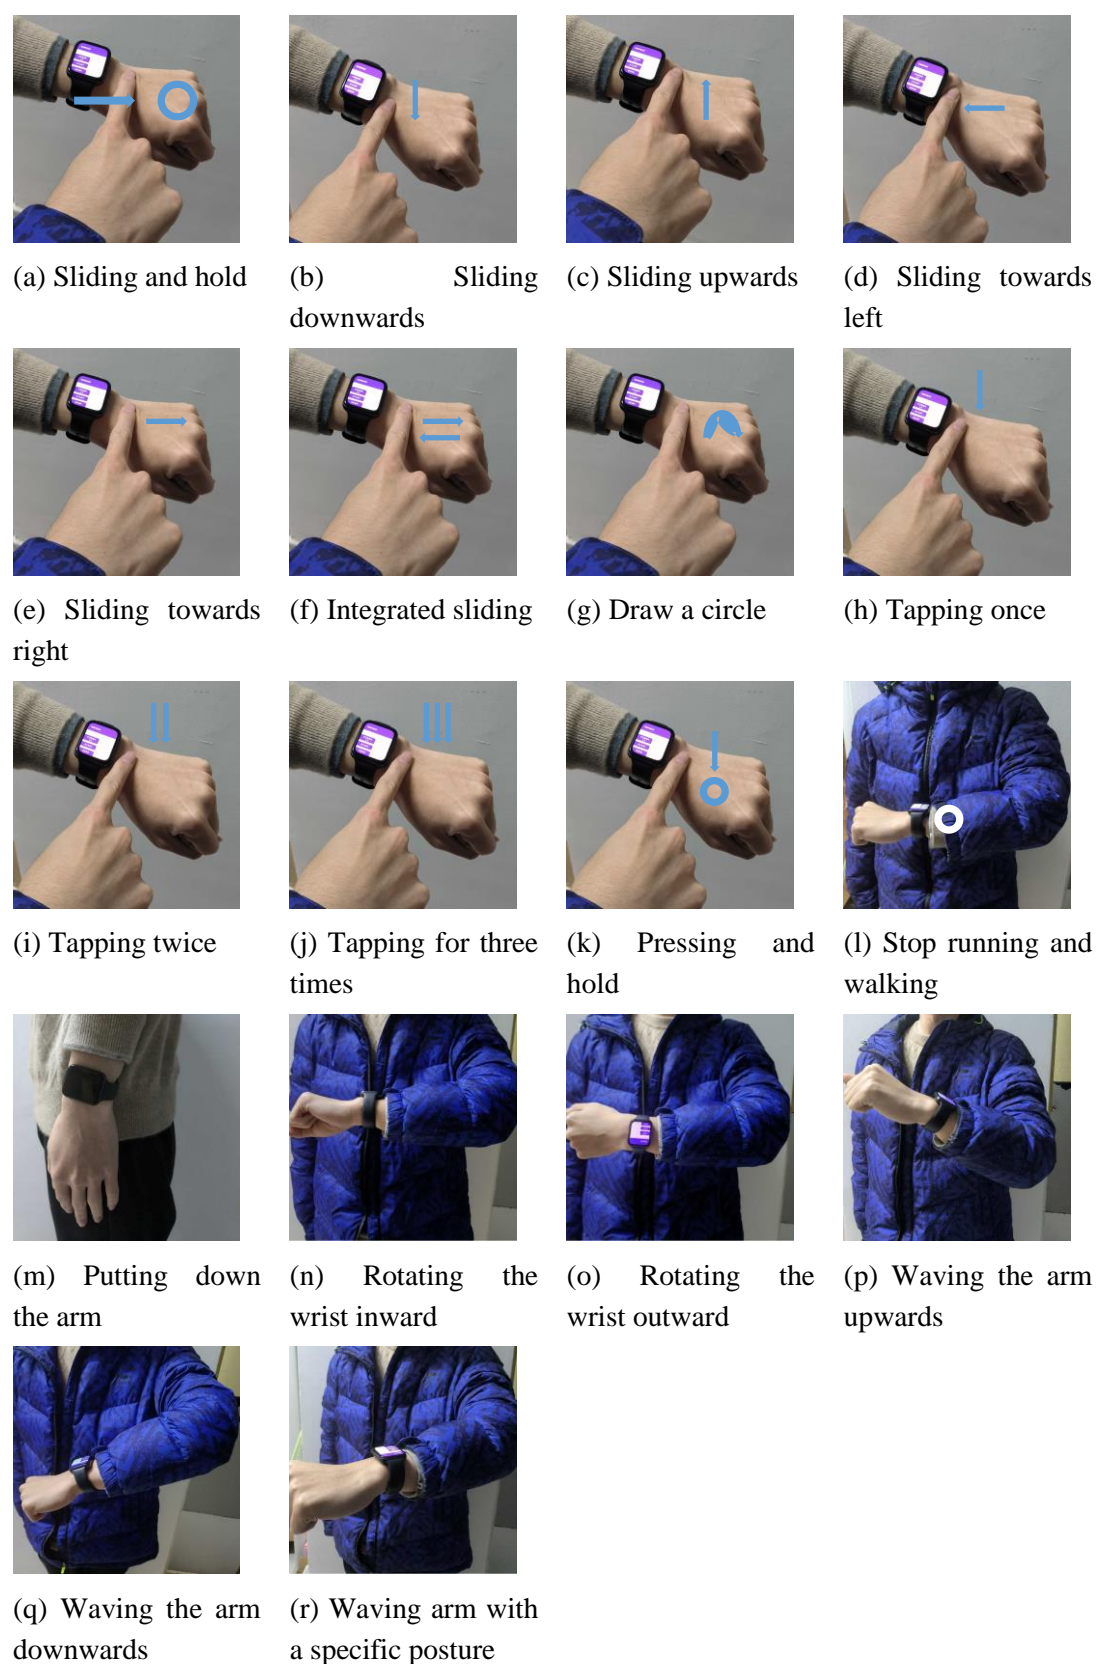 (a) Sliding and hold
(b) Sliding
downwards
(c) Sliding upwards
(d) Sliding towards
left
(e) Sliding towards
right
(f) Integrated sliding
(g) Draw a circle
(h) Tapping once
(i) Tapping twice
(j) Tapping for three
times
(k) Pressing and
hold
(l) Stop running and
walking
(m) Putting down
the arm
(n) Rotating the
wrist inward
(o) Rotating the
wrist outward
(p) Waving the arm
upwards
(q) Waving the arm
downwards
(r) Waving arm with
a specific posture